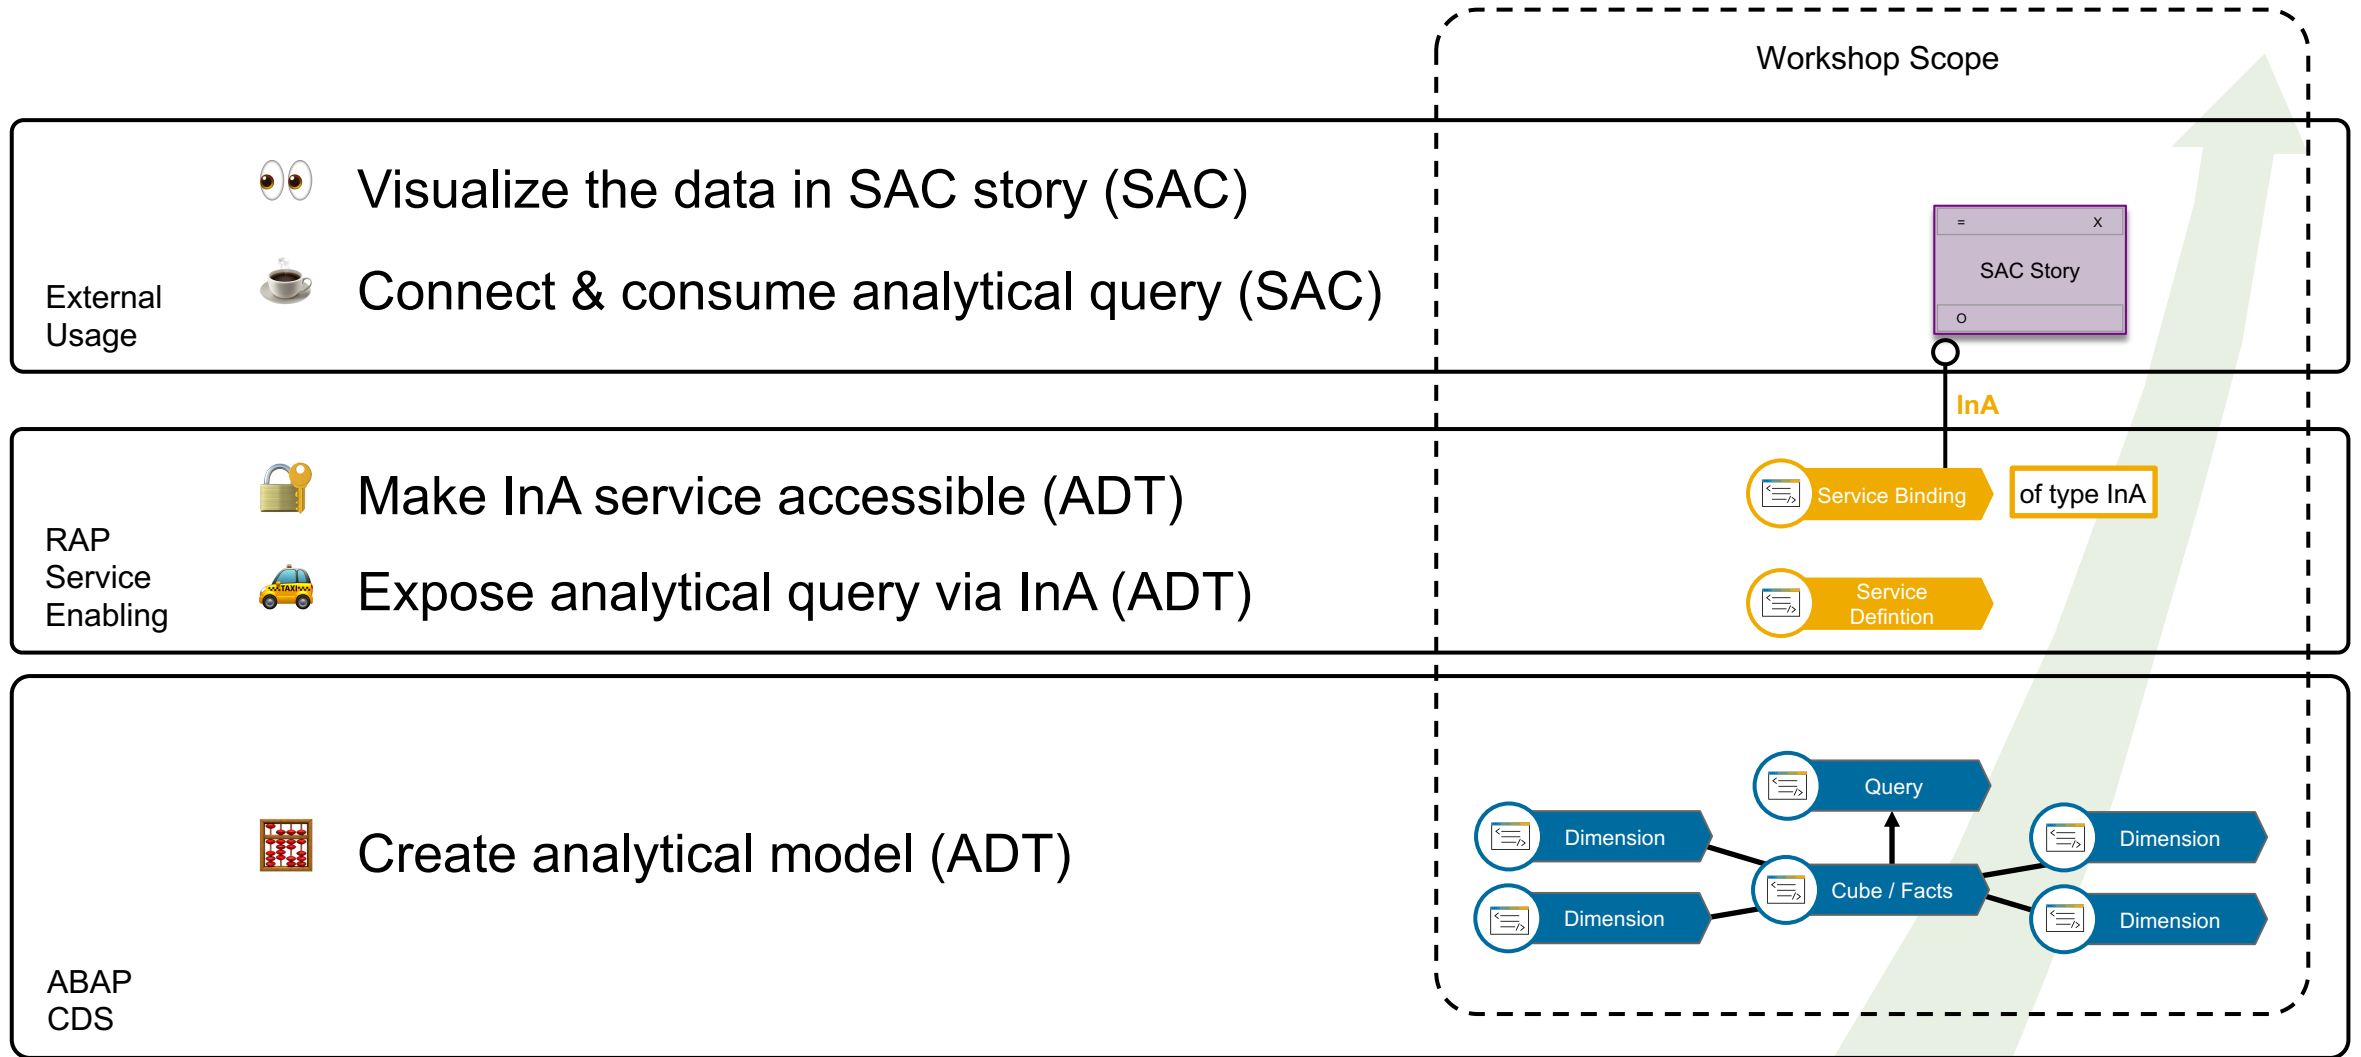 Workshop Scope
Visualize the data in SAC story (SAC)
Connect & consume analytical query (SAC)
External
Usage
= X
SAC Story
O
InA
Make InA service accessible (ADT)
Expose analytical query via InA (ADT)
RAP
Service
Enabling
Service Binding
of type InA
Service
Defintion
Create analytical model (ADT)
ABAP
CDS
Query
Dimension
Dimension
Cube / Facts
Dimension
Dimension
TAXI